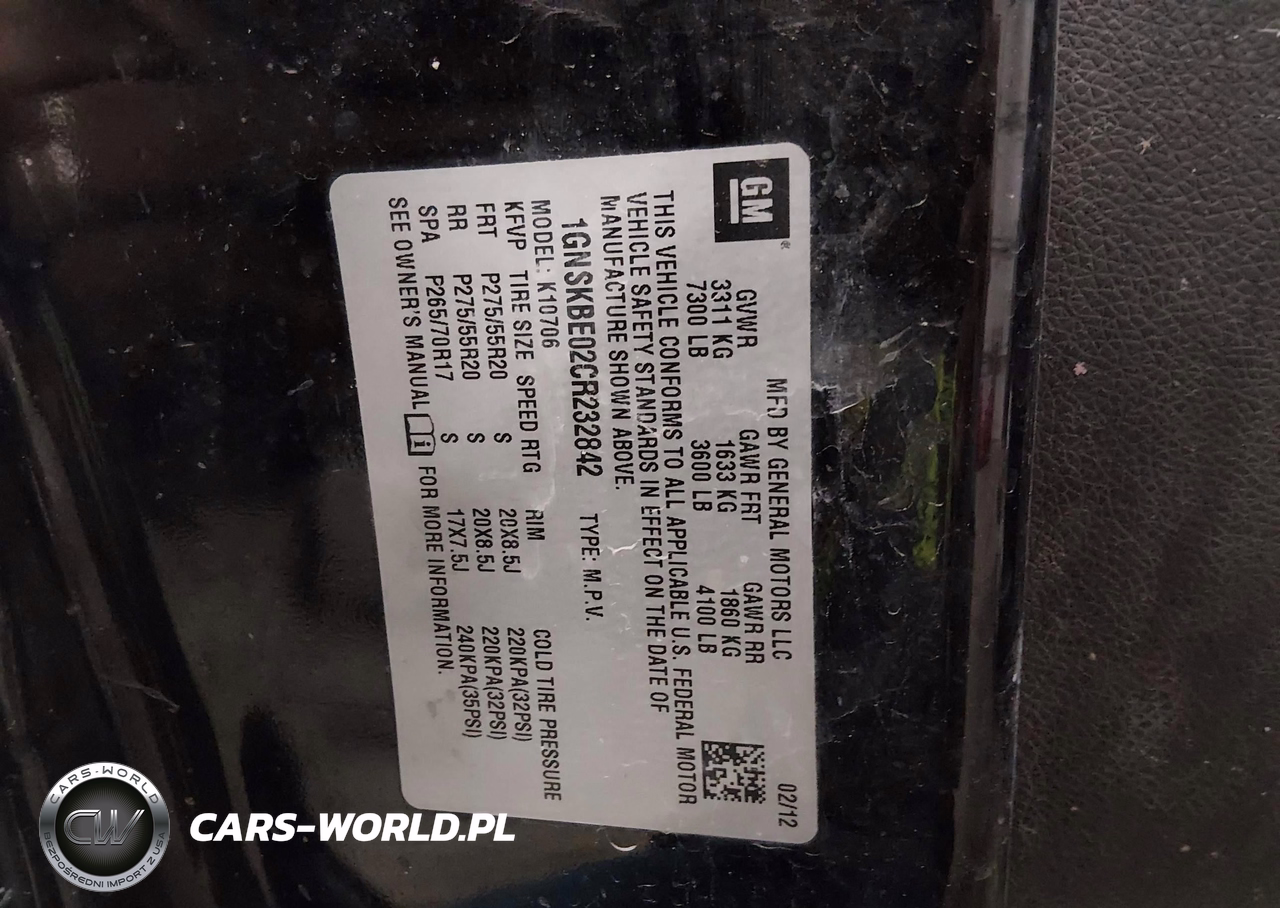 GM
®
MFD BY GENERAL MOTORS LLC 02/12
GVWR GAWR FRT GAWR RR
3311 KG 1633 KG 1860 KG
7300 LB 3600 LB 4100 LB
THIS VEHICLE CONFORMS TO ALL APPLICABLE U.S. FEDERAL MOTOR
VEHICLE SAFETY STANDARDS IN EFFECT ON THE DATE OF
MANUFACTURE SHOWN ABOVE.
1GNSKBE02CR232842 TYPE: M.P.V.
MODEL: K10706
KFVP TIRE SIZE SPEED RTG RIM COLD TIRE PRESSURE
FRT P275/55R20 S 20X8.5J 220KPA(32PSI)
RR P275/55R20 S 20X8.5J 220KPA(32PSI)
SPA P265/70R17 S 17X7.5J 240KPA(35PSI)
SEE OWNER'S MANUAL i FOR MORE INFORMATION.
CARS-WORLD
CW
BEZPOŚREDNI IMPORT Z USA
CARS-WORLD.PL